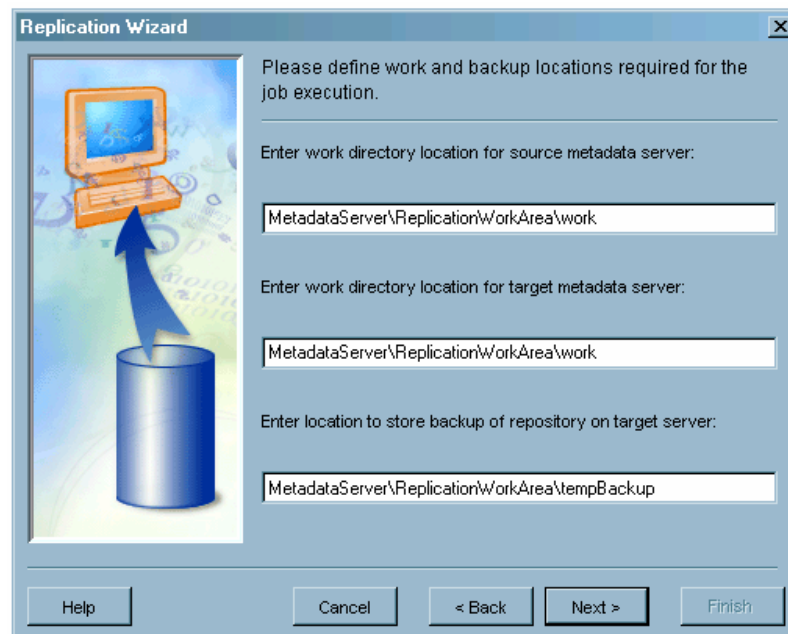 Replication Wizard
Please define work and backup locations required for the
job execution.
Enter work directory location for source metadata server:
MetadataServer\ReplicationWorkArea\work
Enter work directory location for target metadata server:
MetadataServer\ReplicationWorkArea\work
Enter location to store backup of repository on target server:
MetadataServer\ReplicationWorkArea\tempBackup
Help
Cancel
< Back
Next >
Finish